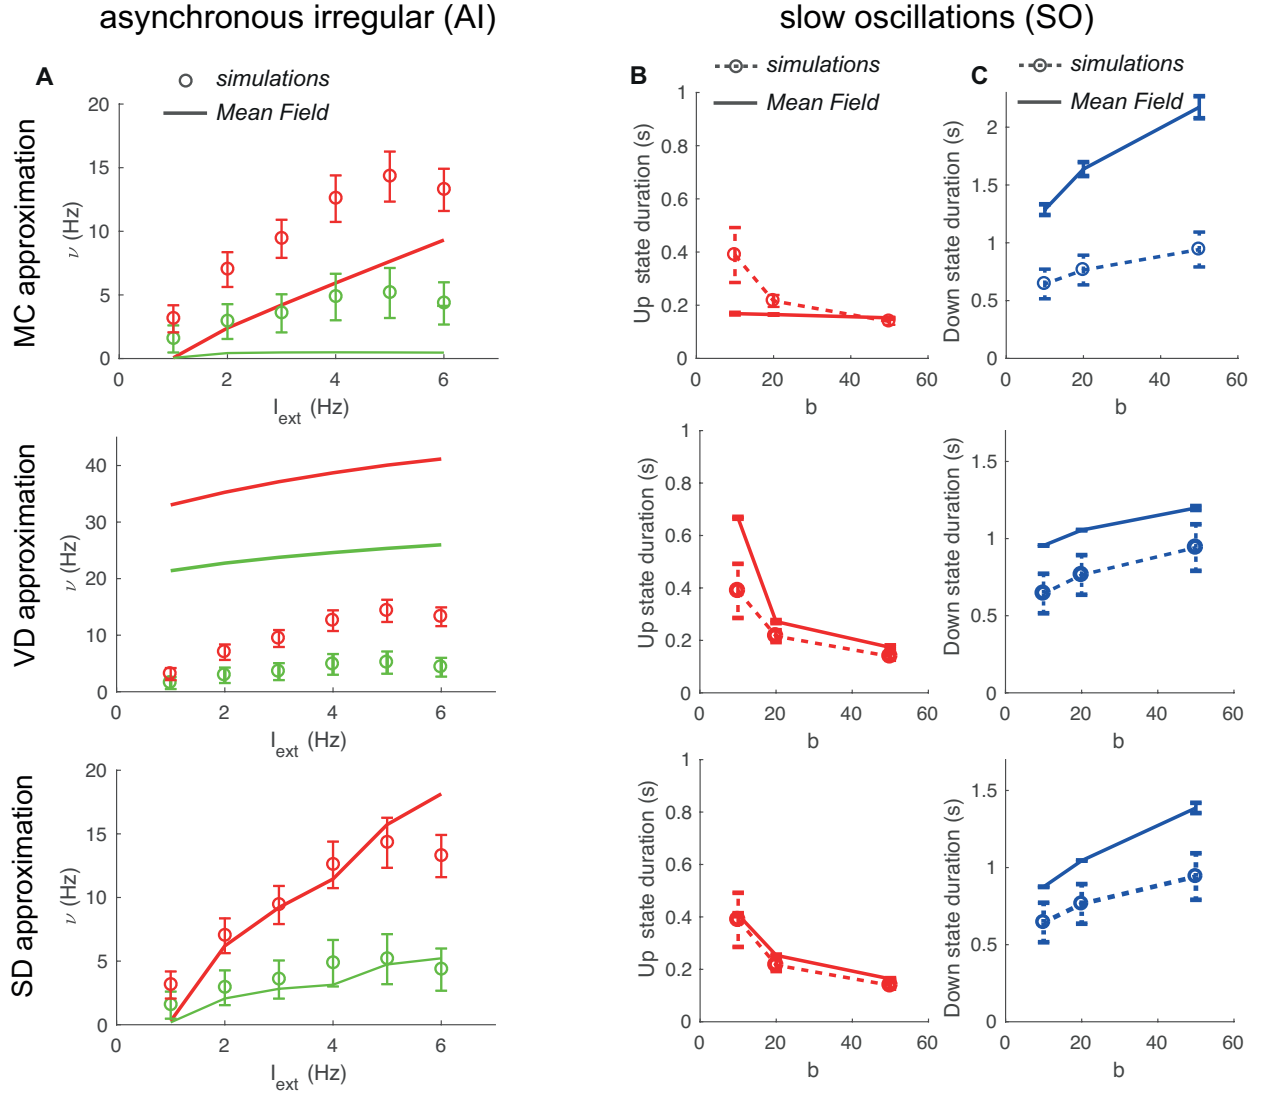 asynchronous irregular (AI)
slow oscillations (SO)
MC approximation
A
simulations
Mean Field
20
15
10
5
0
ν (Hz)
0 2 4 6
I_ext (Hz)
B
simulations
Mean Field
1
0.8
0.6
0.4
0.2
0
Up state duration (s)
0 20 40 60
b
C
simulations
Mean Field
2
1.5
1
0.5
0
Down state duration (s)
0 20 40 60
b
VD approximation
40
30
20
10
0
ν (Hz)
0 2 4 6
I_ext (Hz)
1
0.8
0.6
0.4
0.2
0
Up state duration (s)
0 20 40 60
b
1.5
1
0.5
0
Down state duration (s)
0 20 40 60
b
SD approximation
20
15
10
5
0
ν (Hz)
0 2 4 6
I_ext (Hz)
1
0.8
0.6
0.4
0.2
0
Up state duration (s)
0 20 40 60
b
1.5
1
0.5
0
Down state duration (s)
0 20 40 60
b